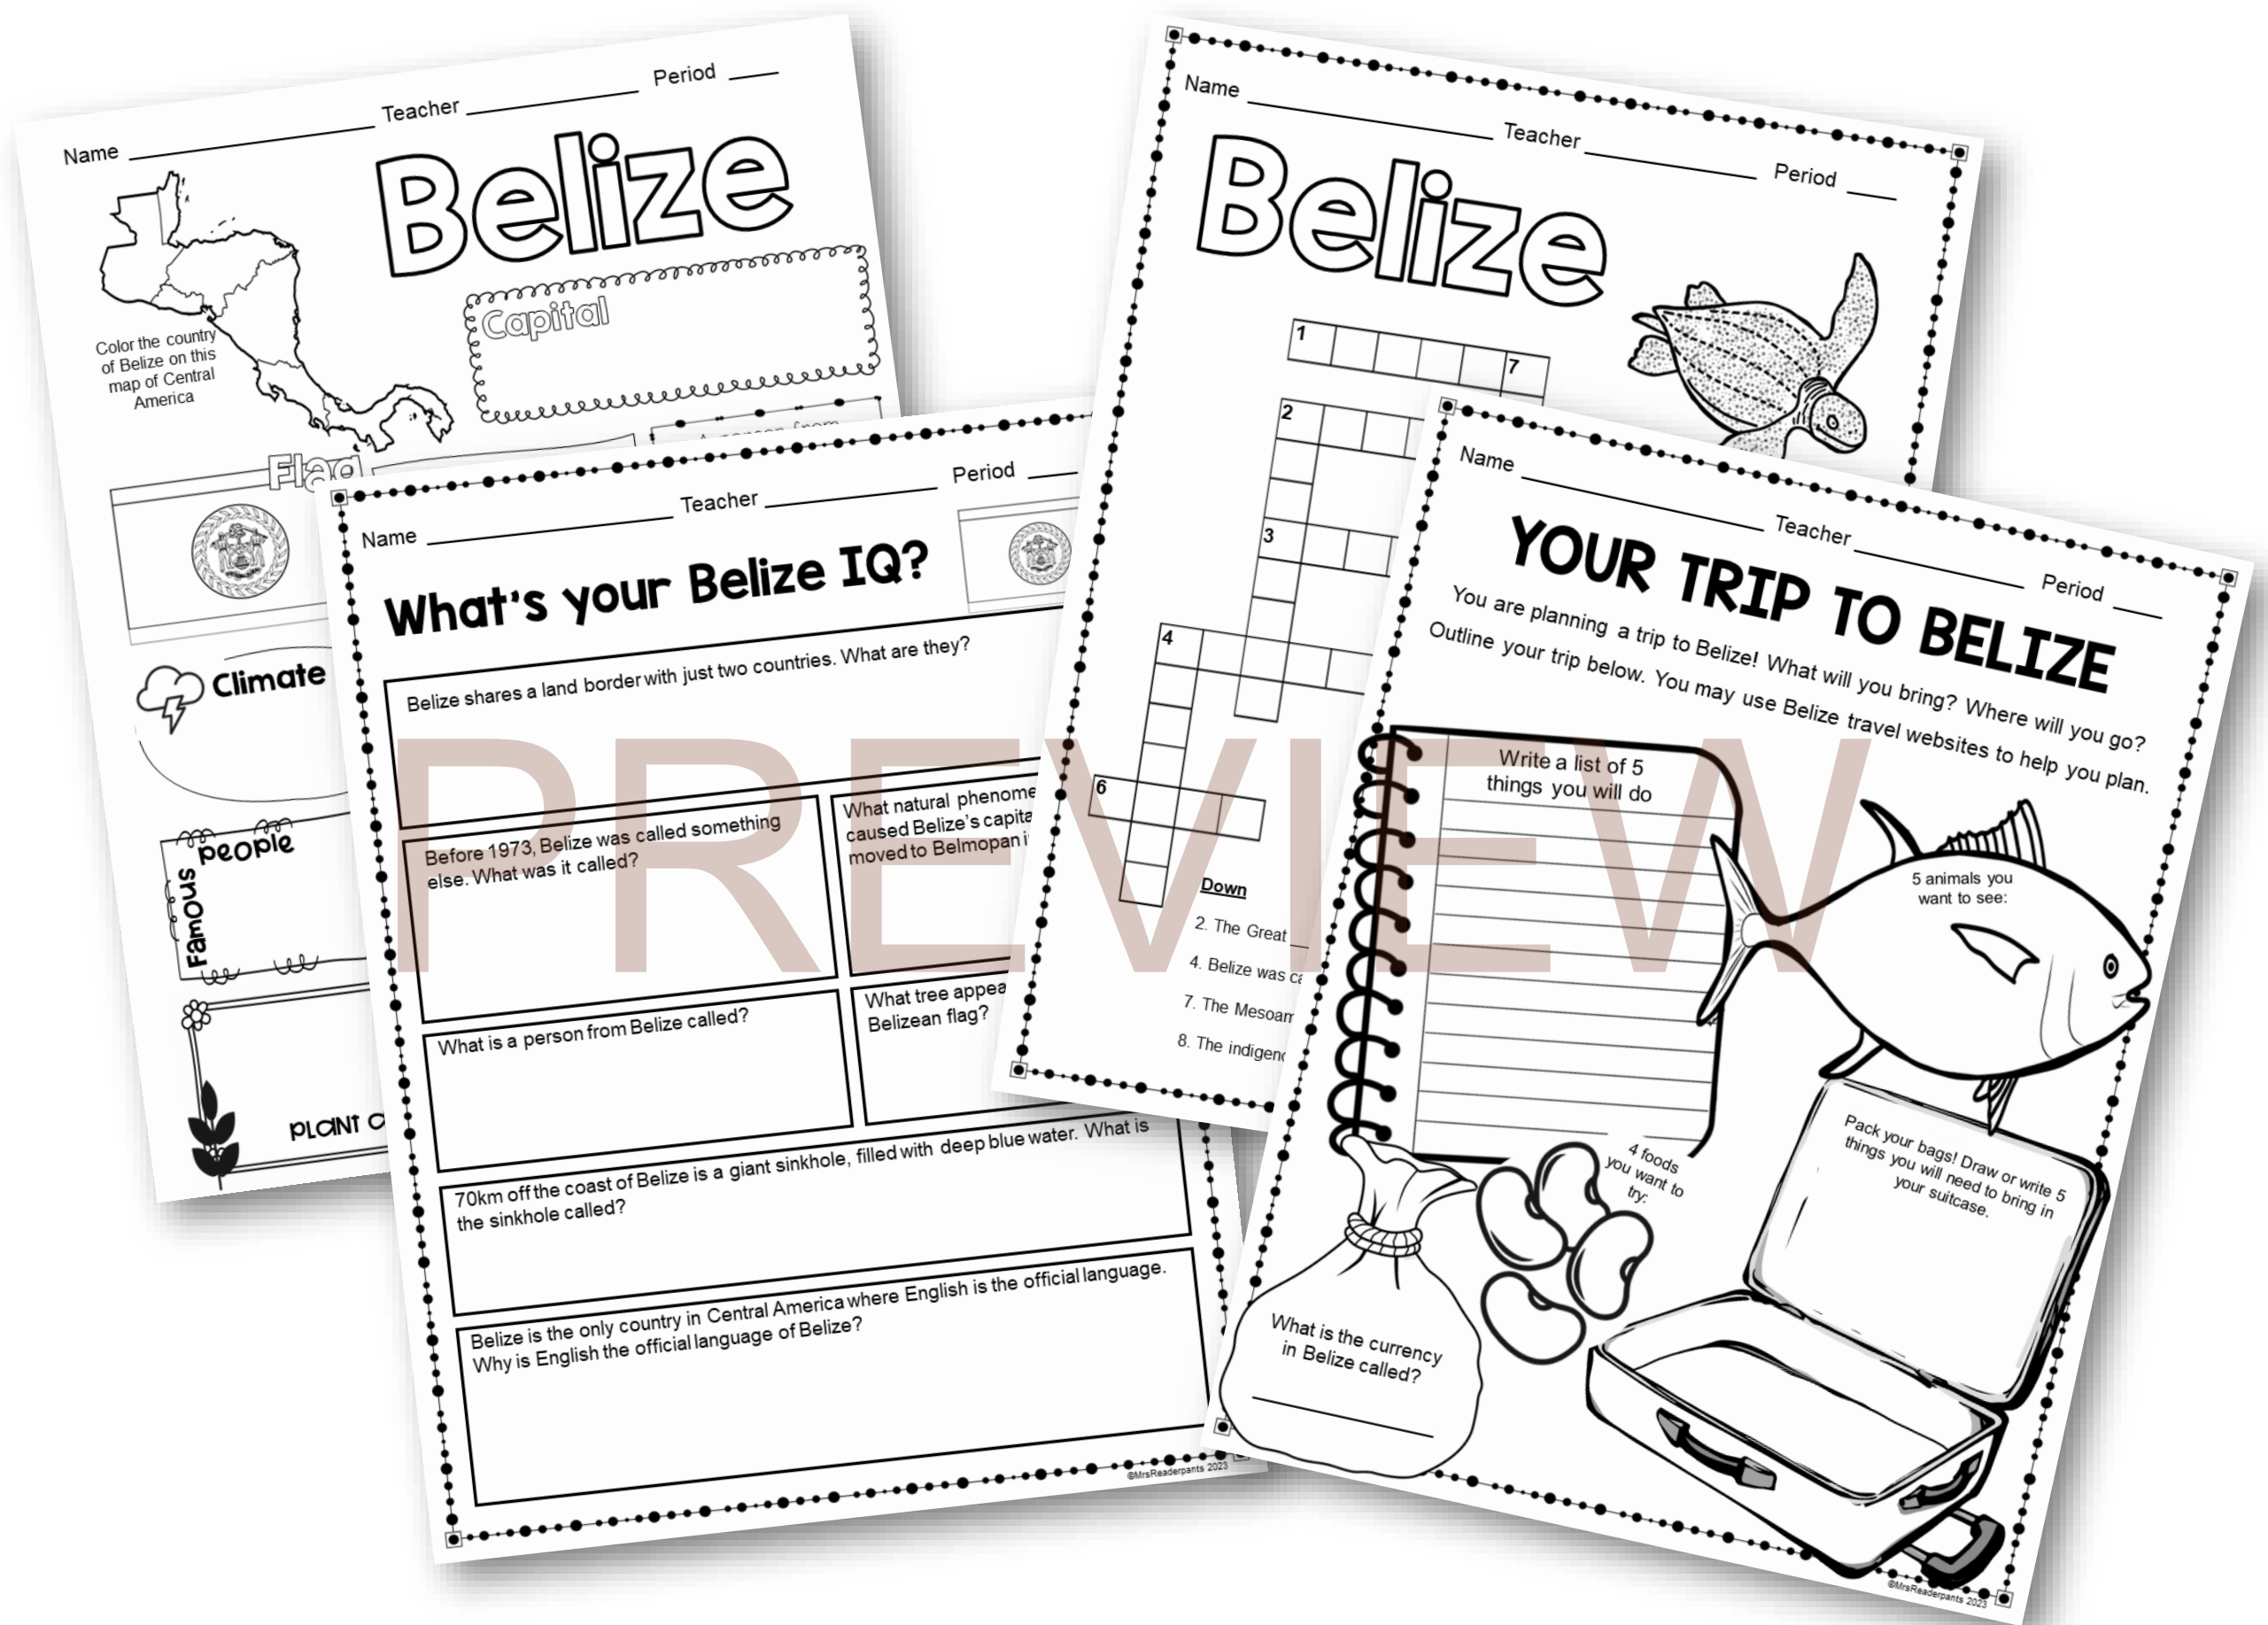 Name Teacher Period
Belize
Capital
Color the country
of Belize on this
map of Central
America
Flag
Climate
Famous people
PLANT
Name Teacher Period
What's your Belize IQ?
Belize shares a land border with just two countries. What are they?
Before 1973, Belize was called something
else. What was it called?
What natural
caused Belize's
moved to Belmopan
What is a person from Belize called?
What tree
Belizean flag?
70km off the coast of Belize is a giant sinkhole, filled with deep blue water. What is
the sinkhole called?
Belize is the only country in Central America where English is the official language.
Why is English the official language of Belize?
©MrsReaderpants 2023
Name Teacher Period
Belize
1
7
2
3
4
6
Down
2. The Great
4. Belize was
7. The
8. The
Name Teacher Period
YOUR TRIP TO BELIZE
You are planning a trip to Belize! What will you bring? Where will you go?
Outline your trip below. You may use Belize travel websites to help you plan.
Write a list of 5
things you will do
5 animals you
want to see:
4 foods
you want to
try:
Pack your bags! Draw or write 5
things you will need to bring in
your suitcase.
What is the currency
in Belize called?
©MrsReaderpants 2023
PREVIEW